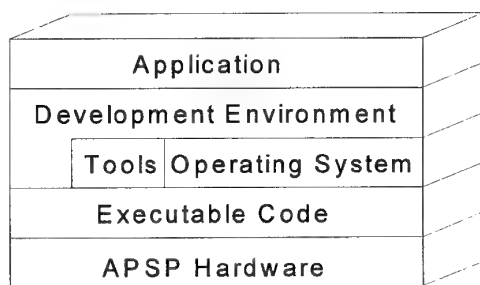 Application
Development Environment
Tools Operating System
Executable Code
APSP Hardware